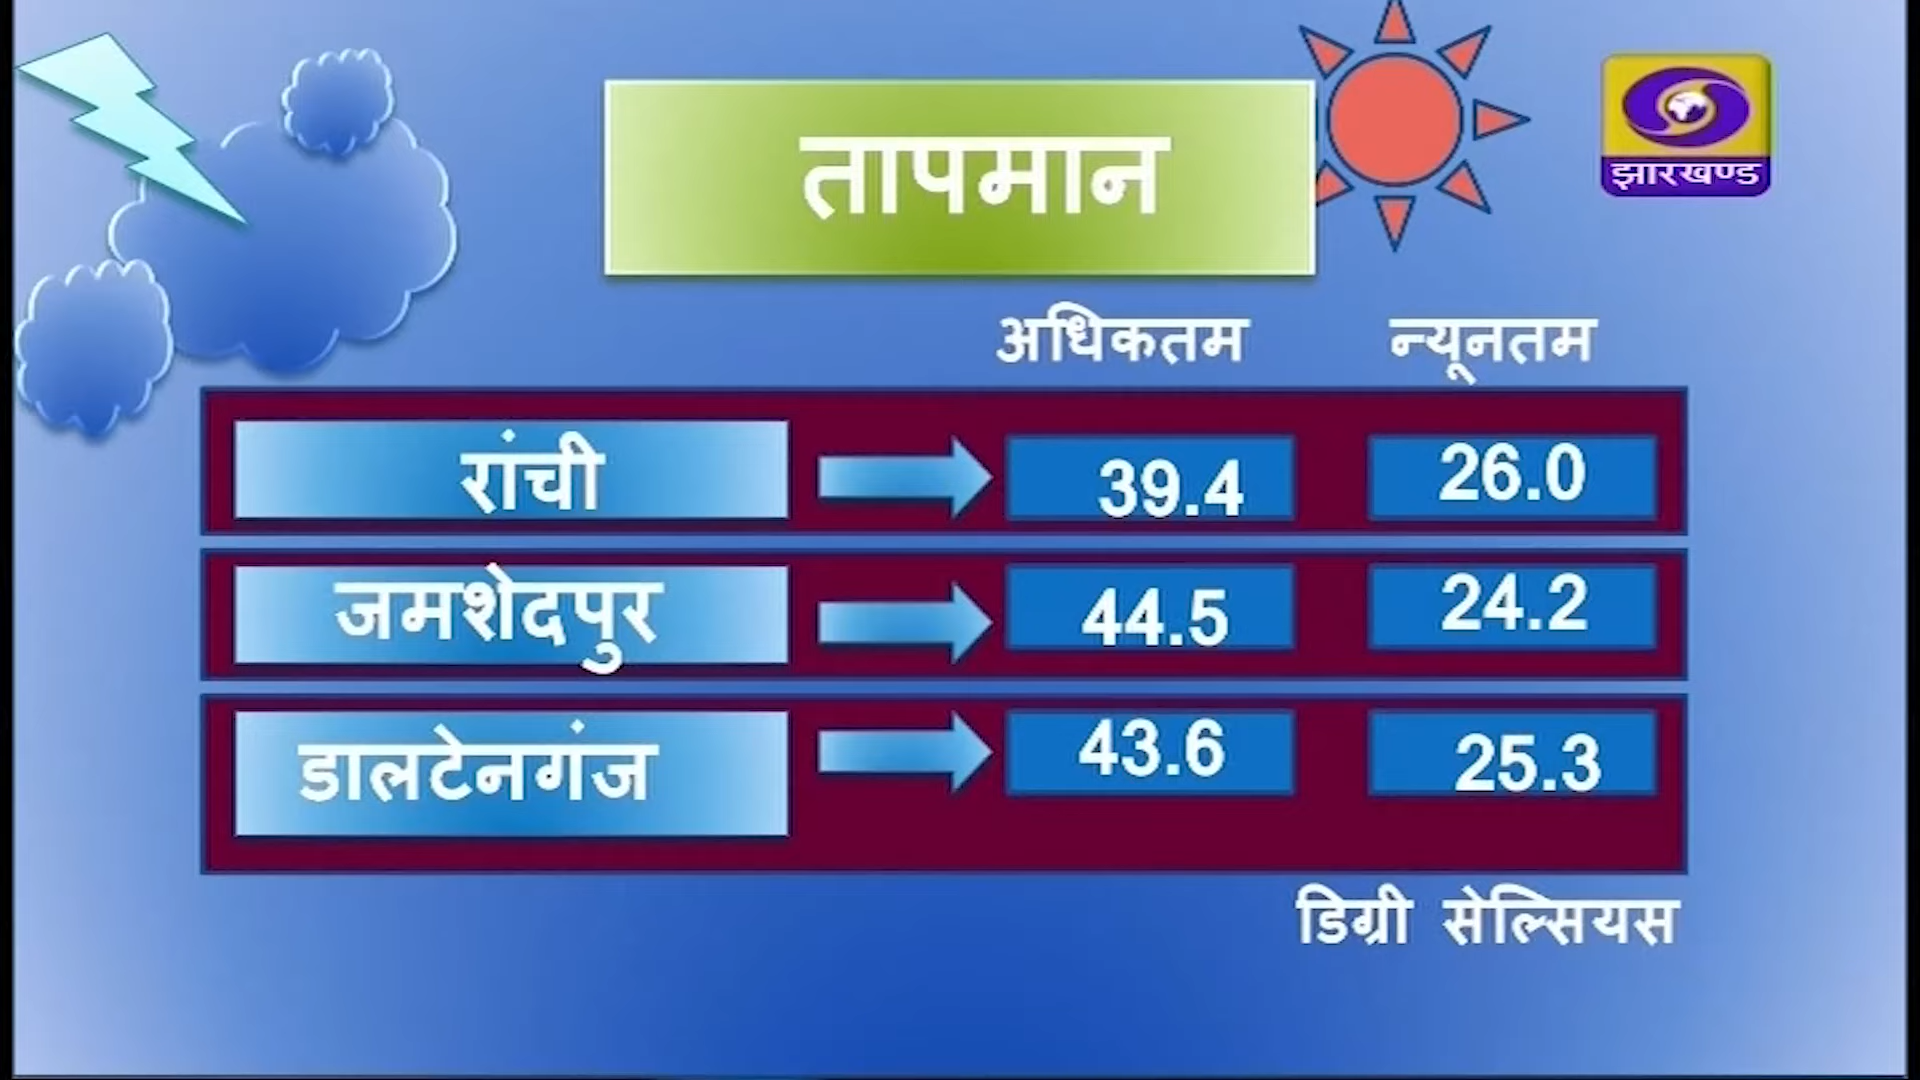 तापमान
झारखण्ड
अधिकतम न्यूनतम
रांची 39.4 26.0
जमशेदपुर 44.5 24.2
डालटेनगंज 43.6 25.3
डिग्री सेल्सियस